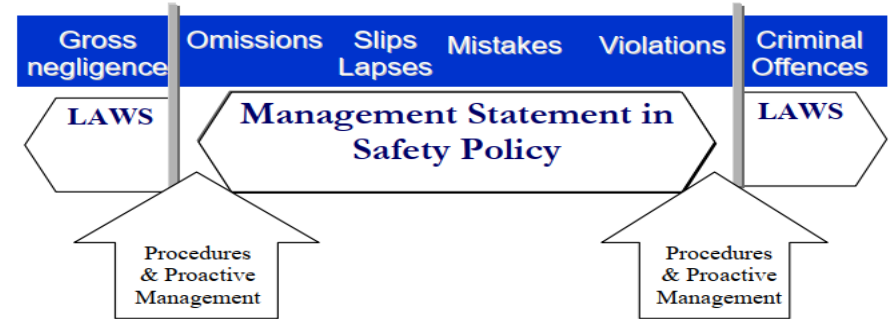 Gross
negligence
Omissions
Slips
Lapses
Mistakes
Violations
Criminal
Offences
LAWS
Management Statement in
Safety Policy
LAWS
Procedures
& Proactive
Management
Procedures
& Proactive
Management